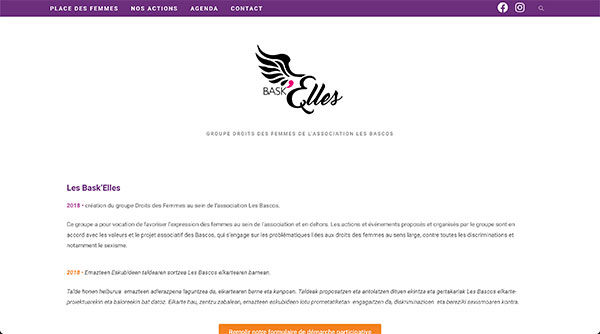 PLACE DES FEMMES NOS ACTIONS AGENDA CONTACT
BASK'Elles
GROUPE DROITS DES FEMMES DE L'ASSOCIATION LES BASCOS
Les Bask'Elles
2018 - création du groupe Droits des Femmes au sein de l'association Les Bascos.
Ce groupe a pour vocation de favoriser l'expression des femmes au sein de l'association et en dehors. Les actions et événements proposés et organisés par le groupe sont en
accord avec les valeurs et le projet associatif des Bascos, qui s'engage sur les problématiques liées aux droits des femmes au sens large, contre toutes les discriminations et
notamment le sexisme.
2018 - Emazteen Eskubideen taldearen sortzea Les Bascos elkartearen barnean.
Talde honen helburua emazteen adierazpena laguntzea da, elkartearen barne eta kanpoan. Taldeak proposatzen eta antolatzen dituen ekintza eta gertakariak Les Bascos elkarte-
proiektuarekin eta baloreekin bat datoz. Elkarte hau, zentzu zabalean, emazteen eskubideen lotu prometatiketan engaiatzen da, diskriminazioen eta bereziki sexismoaren kontra.
Remplir notre formulaire de démarche participative